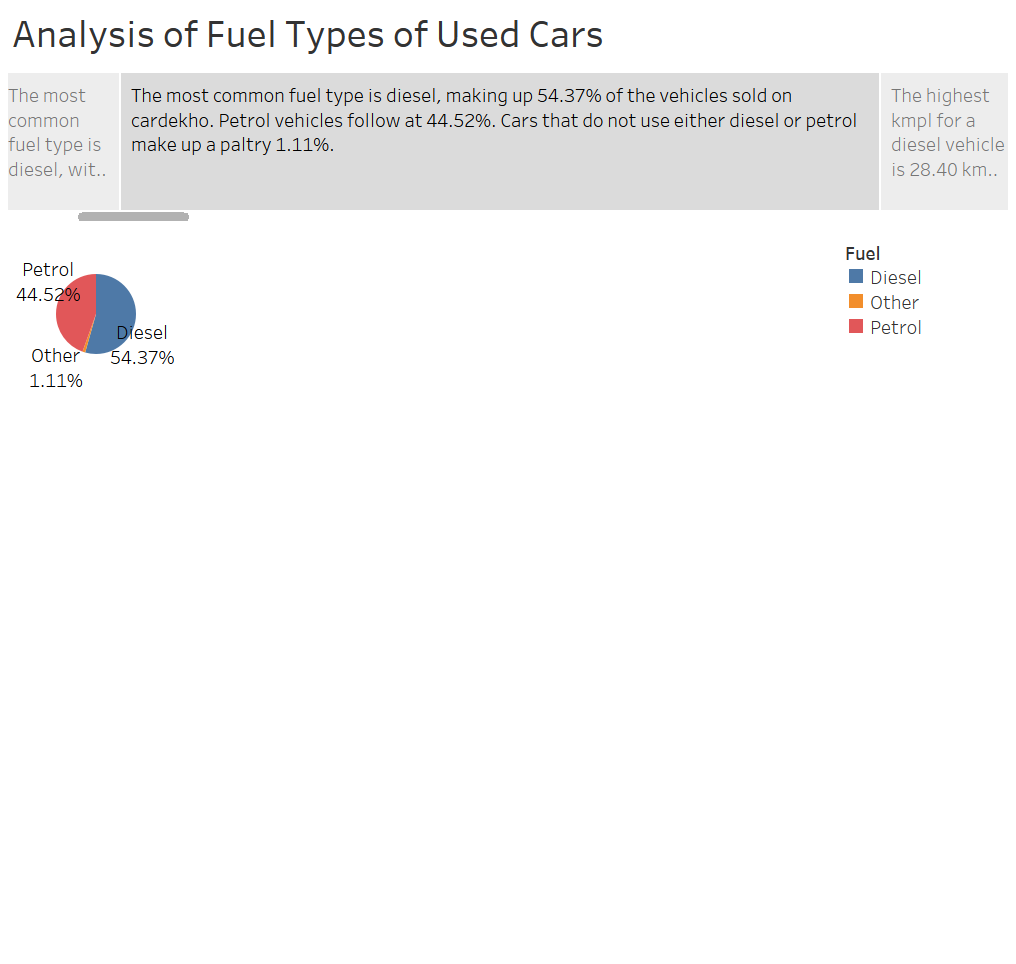 Analysis of Fuel Types of Used Cars
The most
common
fuel type is
diesel, wit..
The most common fuel type is diesel, making up 54.37% of the vehicles sold on
cardekho. Petrol vehicles follow at 44.52%. Cars that do not use either diesel or petrol
make up a paltry 1.11%.
The highest
kmpl for a
diesel vehicle
is 28.40 km..
Petrol
44.52%
Diesel
54.37%
Other
1.11%
Fuel
Diesel
Other
Petrol